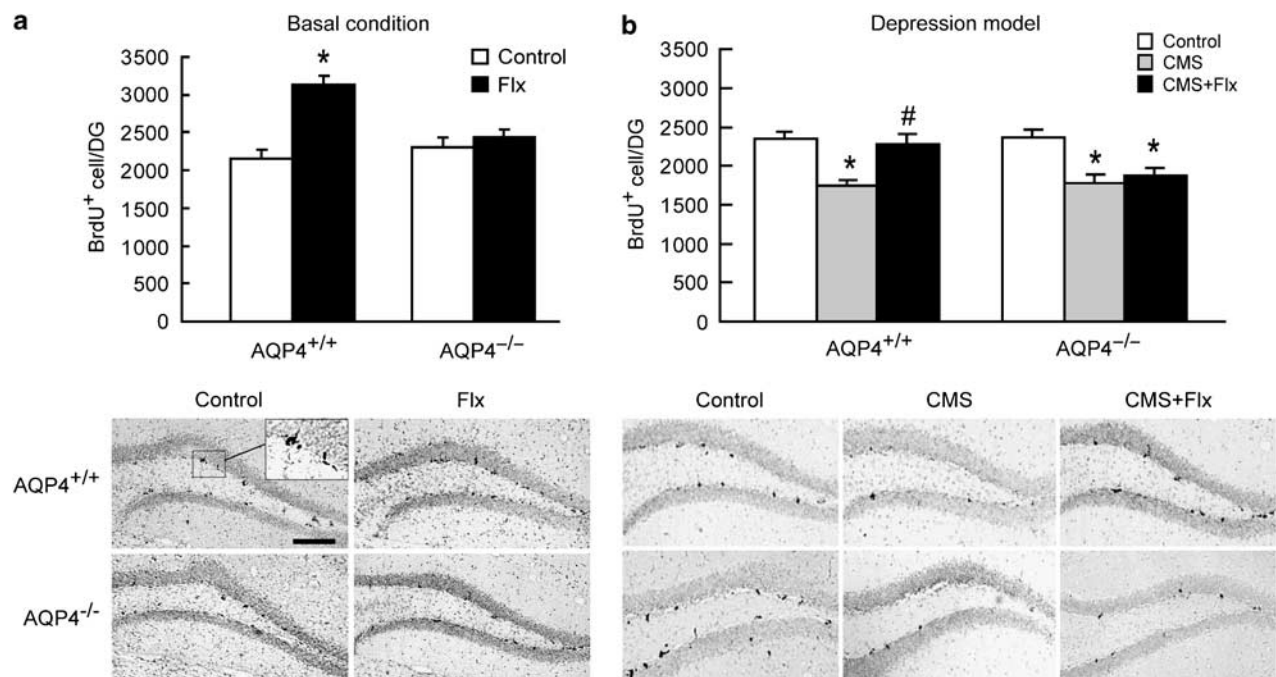 a
Basal condition
3500
3000
2500
2000
1500
1000
500
0
BrdU⁺ cell/DG
Control
Flx
*
AQP4⁺/⁺
AQP4⁻/⁻
b
Depression model
3500
3000
2500
2000
1500
1000
500
0
BrdU⁺ cell/DG
Control
CMS
CMS+Flx
*
#
*
*
AQP4⁺/⁺
AQP4⁻/⁻
Control
Flx
Control
CMS
CMS+Flx
AQP4⁺/⁺
AQP4⁻/⁻